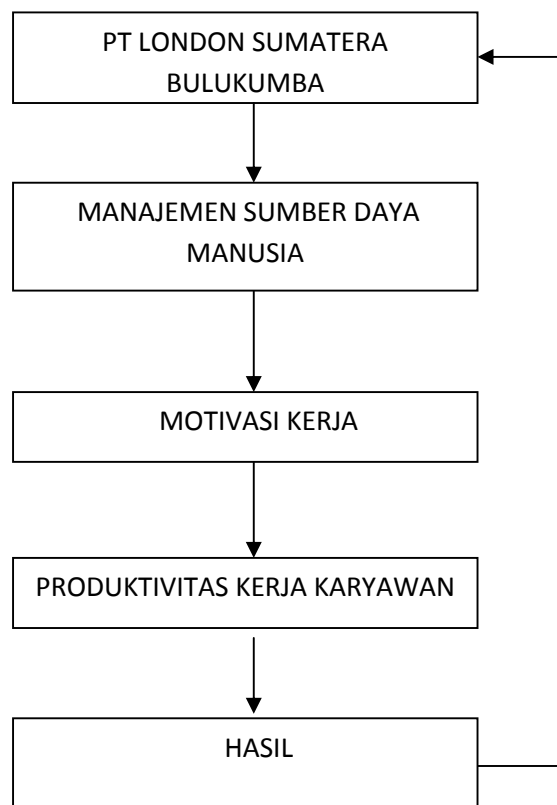 PT LONDON SUMATERA
BULUKUMBA
MANAJEMEN SUMBER DAYA
MANUSIA
MOTIVASI KERJA
PRODUKTIVITAS KERJA KARYAWAN
HASIL